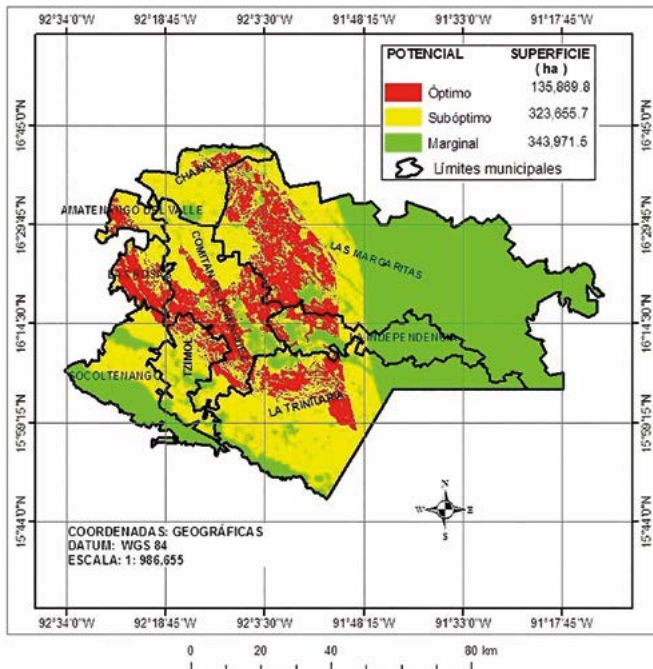 92°34'0"W 92°18'45"W 92°3'30"W 91°48'15"W 91°33'0"W 91°17'45"W
POTENCIAL SUPERFICIE
( ha )
Óptimo 135,869.8
Subóptimo 323,655.7
Marginal 343,971.5
Límites municipales
16°45'0"N 16°45'0"N
16°29'45"N 16°29'45"N
16°14'30"N 16°14'30"N
15°59'15"N 15°59'15"N
15°44'0"N 15°44'0"N
CHANAL
AMATENANGO DEL VALLE
LAS MARGARITAS
COMITAN DE
LA INDEPENDENCIA
TZIMOL
SOCOLTENANGO
LA TRINITARIA
N
W E
S
COORDENADAS: GEOGRÁFICAS
DATUM: WGS 84
ESCALA: 1: 986,655
92°34'0"W 92°18'45"W 92°3'30"W 91°48'15"W 91°33'0"W 91°17'45"W
0 20 40 80 km